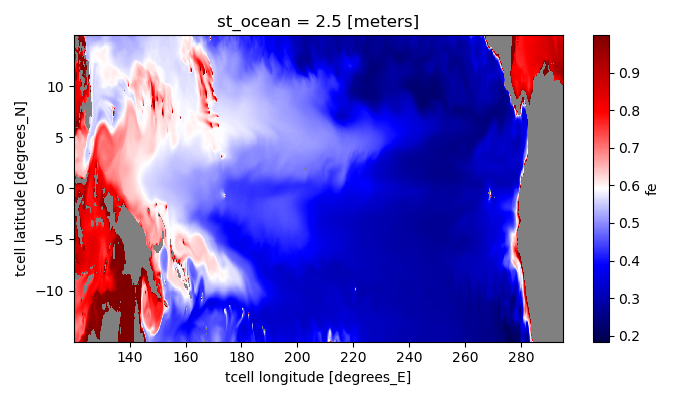 st_ocean = 2.5 [meters]
tcell latitude [degrees_N]
10
5
0
−5
−10
140 160 180 200 220 240 260 280
tcell longitude [degrees_E]
0.9
0.8
0.7
0.6
0.5
0.4
0.3
0.2
fe